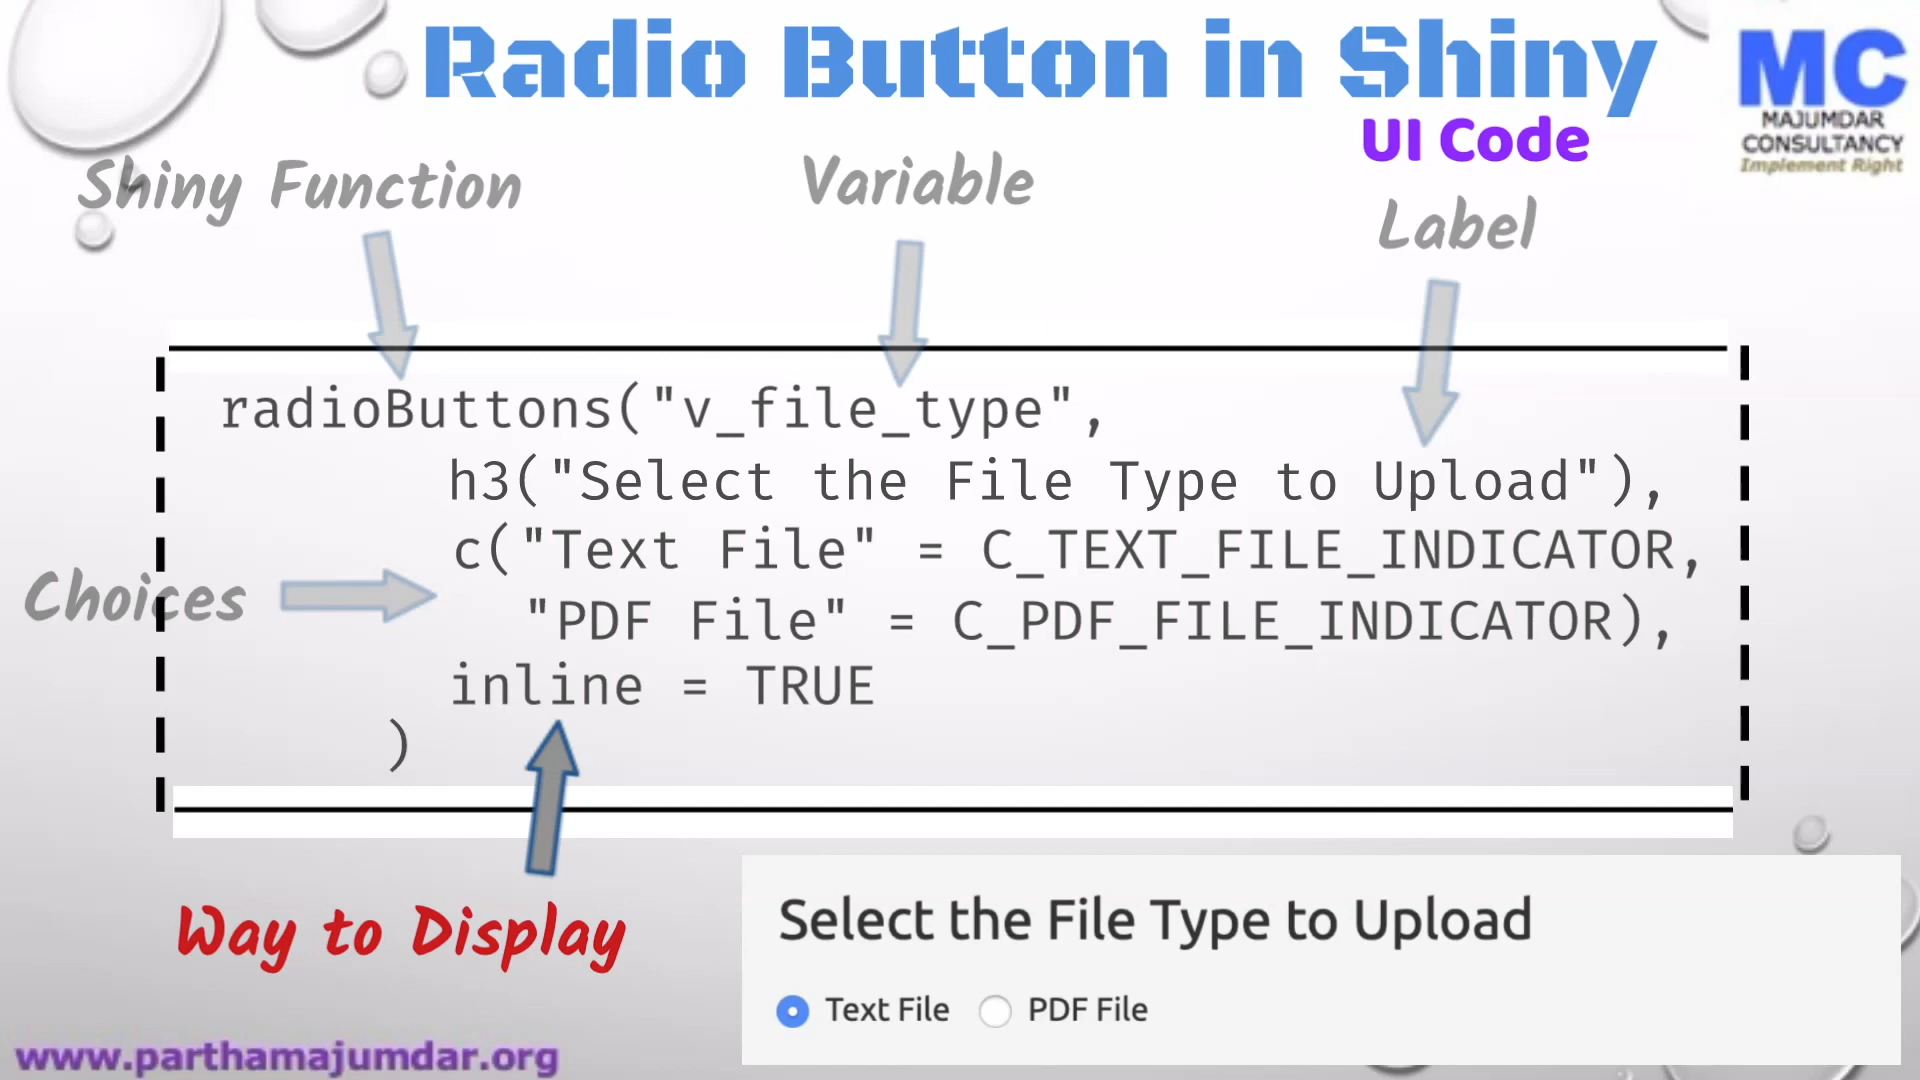 Radio Button in Shiny
UI Code
MC
MAJUMDAR
CONSULTANCY
Implement Right
Shiny Function
Variable
Label
radioButtons("v_file_type",
h3("Select the File Type to Upload"),
c("Text File" = C_TEXT_FILE_INDICATOR,
Choices
"PDF File" = C_PDF_FILE_INDICATOR),
inline = TRUE
)
Way to Display
Select the File Type to Upload
Text File
PDF File
www.parthamajumdar.org